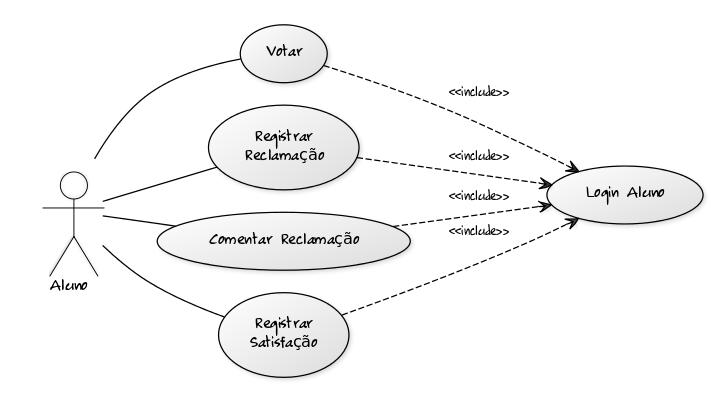 Votar
<<include>>
Registrar
Reclamação
<<include>>
Login Aluno
<<include>>
Comentar Reclamação
<<include>>
Aluno
Registrar
Satisfação